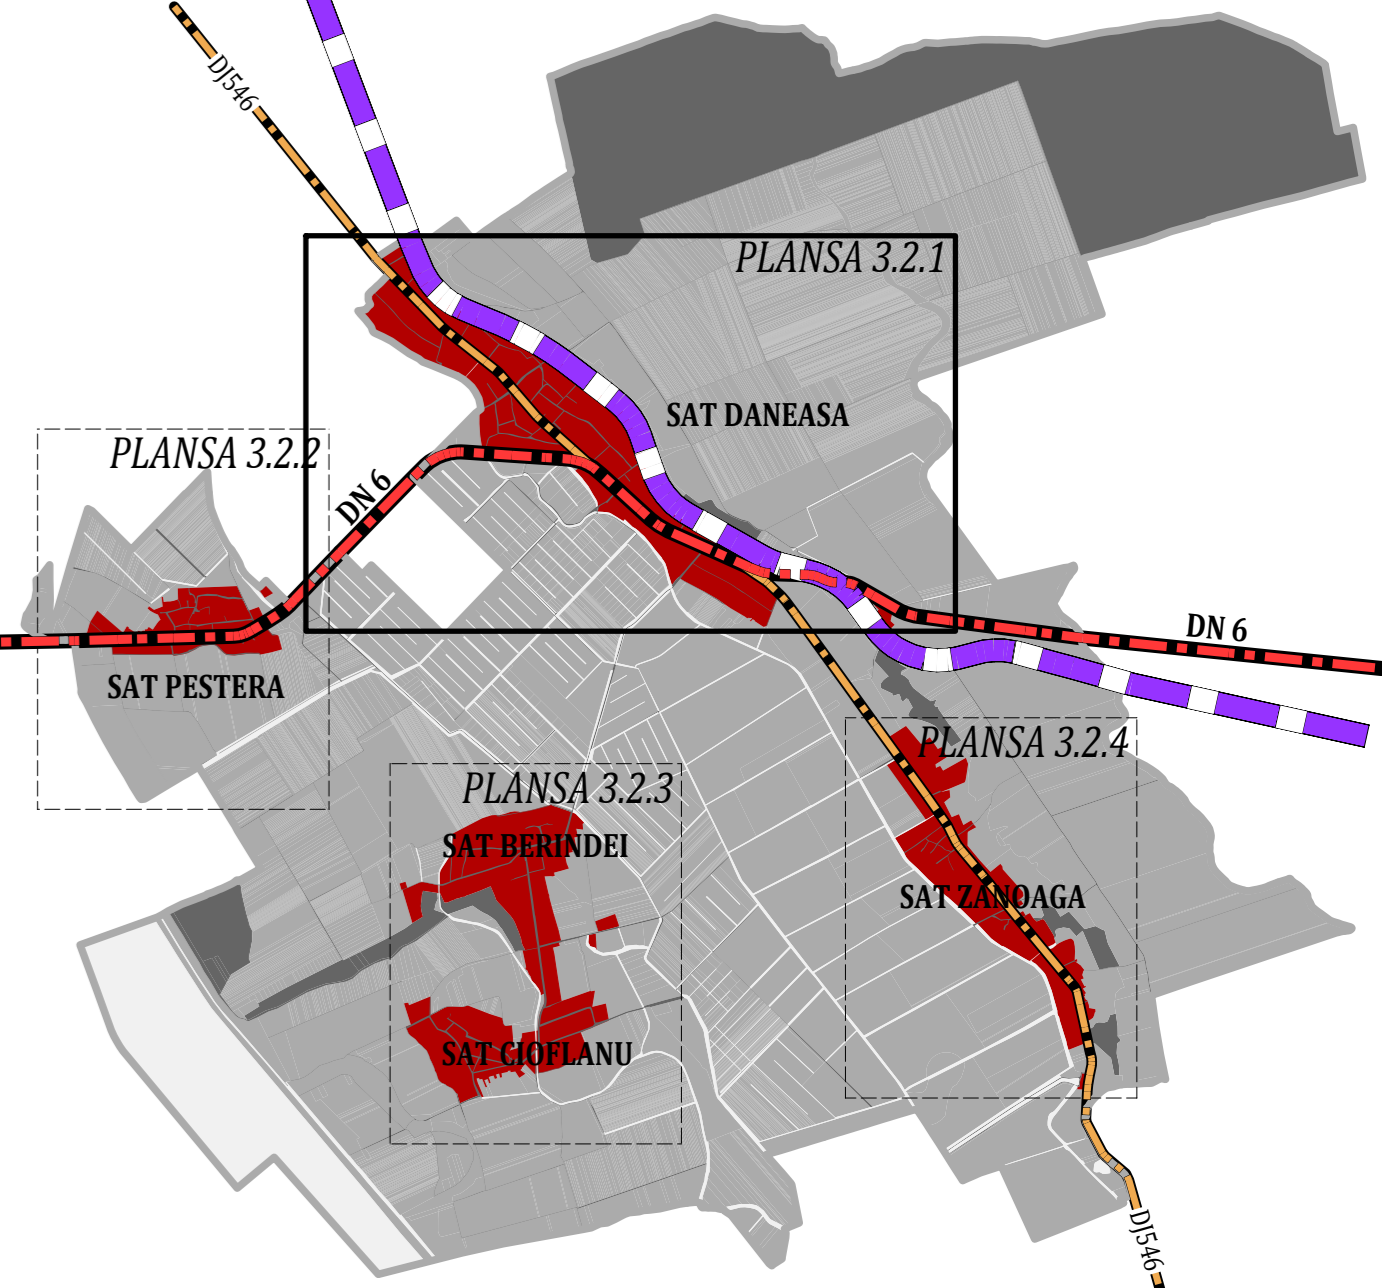 DJ546
PLANSA 3.2.1
SAT DANEASA
PLANSA 3.2.2
DN 6
DN 6
SAT PESTERA
PLANSA 3.2.4
PLANSA 3.2.3
SAT BERINDEI
SAT ZANOAGA
SAT CIOFLANU
DJ546